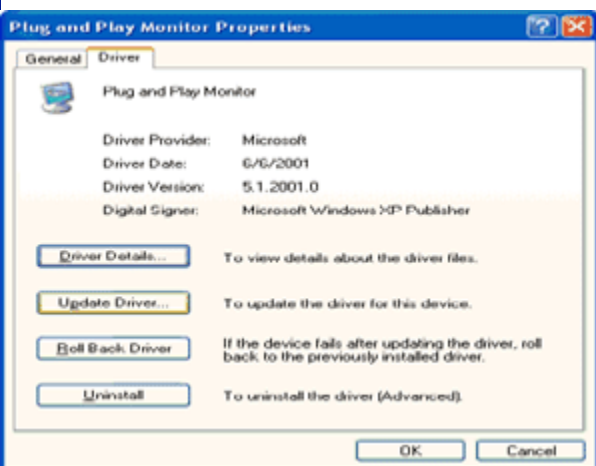 Plug and Play Monitor Properties
General Driver
Plug and Play Monitor
Driver Provider: Microsoft
Driver Date: 6/6/2001
Driver Version: 5.1.2001.0
Digital Signer: Microsoft Windows XP Publisher
Driver Details... To view details about the driver files.
Update Driver... To update the driver for this device.
Roll Back Driver If the device fails after updating the driver, roll
back to the previously installed driver.
Uninstall To uninstall the driver (Advanced).
OK Cancel